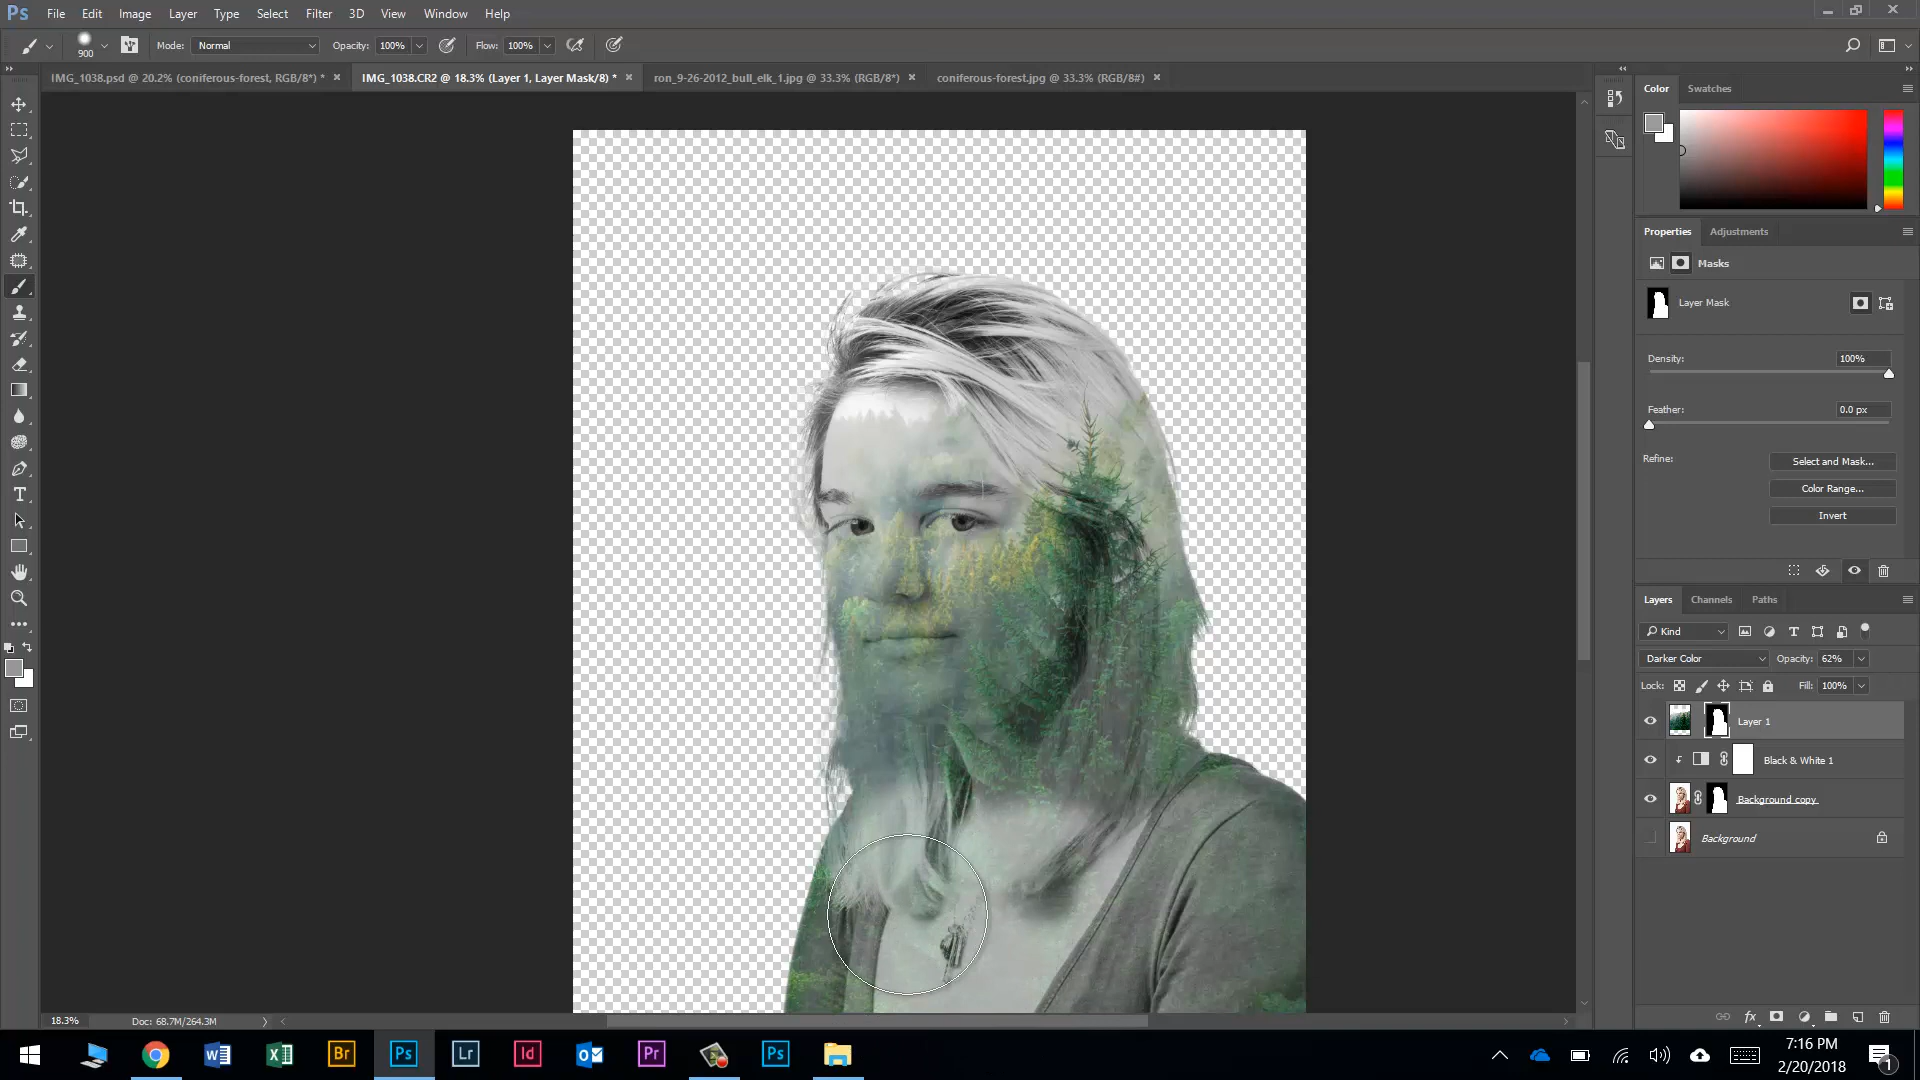 Ps File Edit Image Layer Type Select Filter 3D View Window Help
900 Mode: Normal Opacity: 100% Flow: 100%
IMG_1038.psd @ 20.2% (coniferous-forest, RGB/8*) * × IMG_1038.CR2 @ 18.3% (Layer 1, Layer Mask/8) * × ron_9-26-2012_bull_elk_1.jpg @ 33.3% (RGB/8*) × coniferous-forest.jpg @ 33.3% (RGB/8#) ×
Color Swatches
Properties Adjustments
Masks
Layer Mask
Density: 100%
Feather: 0.0 px
Refine: Select and Mask...
Color Range...
Invert
Layers Channels Paths
Kind
Darker Color Opacity: 62%
Lock: Fill: 100%
Layer 1
Black & White 1
Background copy
Background
fx
18.3% Doc: 68.7M/264.3M
Br Ps Lr Id Pr Ps
7:16 PM
2/20/2018
1